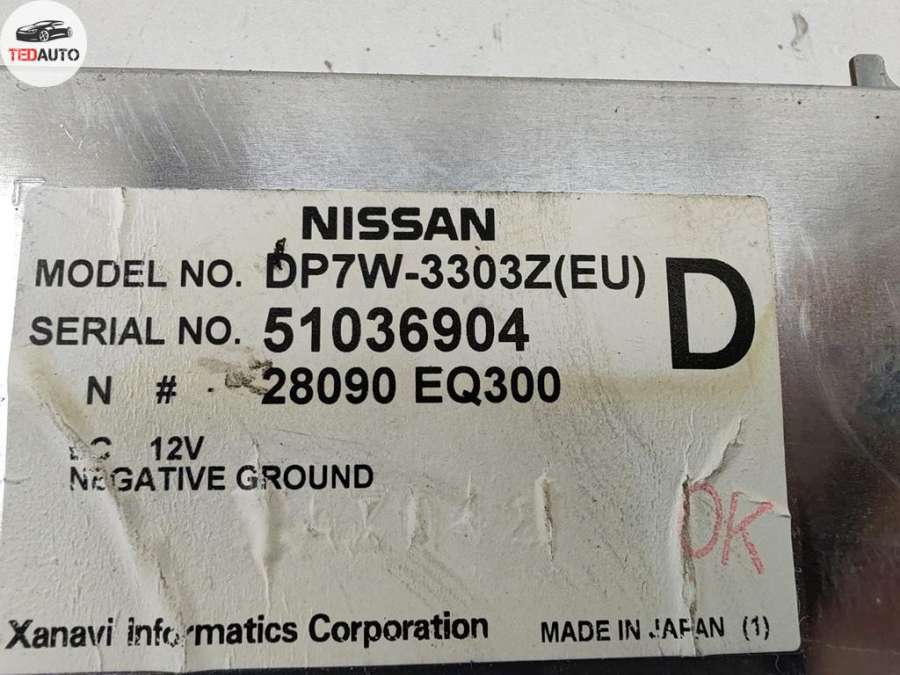 TEDAUTO
NISSAN
MODEL NO. DP7W-3303Z(EU)
D
SERIAL NO. 51036904
N # 28090 EQ300
DC 12V
NEGATIVE GROUND
OK
Xanavi Informatics Corporation
MADE IN JAPAN (1)